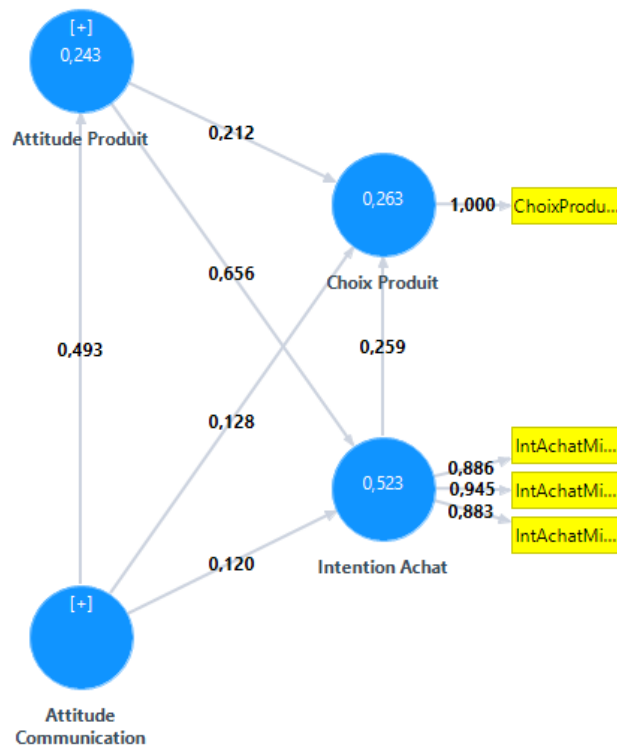 [+]
0,243
Attitude Produit
0,212
0,263
1,000
ChoixProdu...
Choix Produit
0,656
0,493
0,259
0,128
IntAchatMi...
0,886
0,523
0,945
IntAchatMi...
0,883
IntAchatMi...
0,120
Intention Achat
[+]
Attitude
Communication